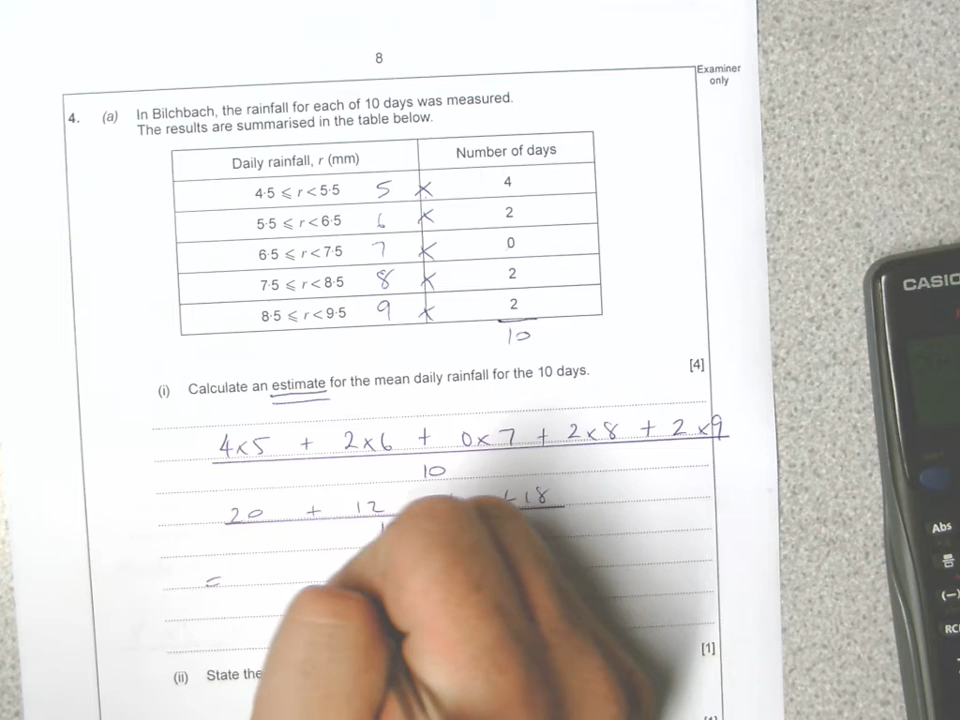 8
Examiner only
4. (a) In Bilchbach, the rainfall for each of 10 days was measured.
The results are summarised in the table below.
Daily rainfall, r (mm) Number of days
4·5 ⩽ r < 5·5 5 × 4
5·5 ⩽ r < 6·5 6 × 2
6·5 ⩽ r < 7·5 7 × 0
7·5 ⩽ r < 8·5 8 × 2
8·5 ⩽ r < 9·5 9 × 2
10
(i) Calculate an estimate for the mean daily rainfall for the 10 days. [4]
4×5 + 2×6 + 0×7 + 2×8 + 2×9
10
20 + 12 +18
=
[1]
(ii) State the
CASIO
Abs
(−)